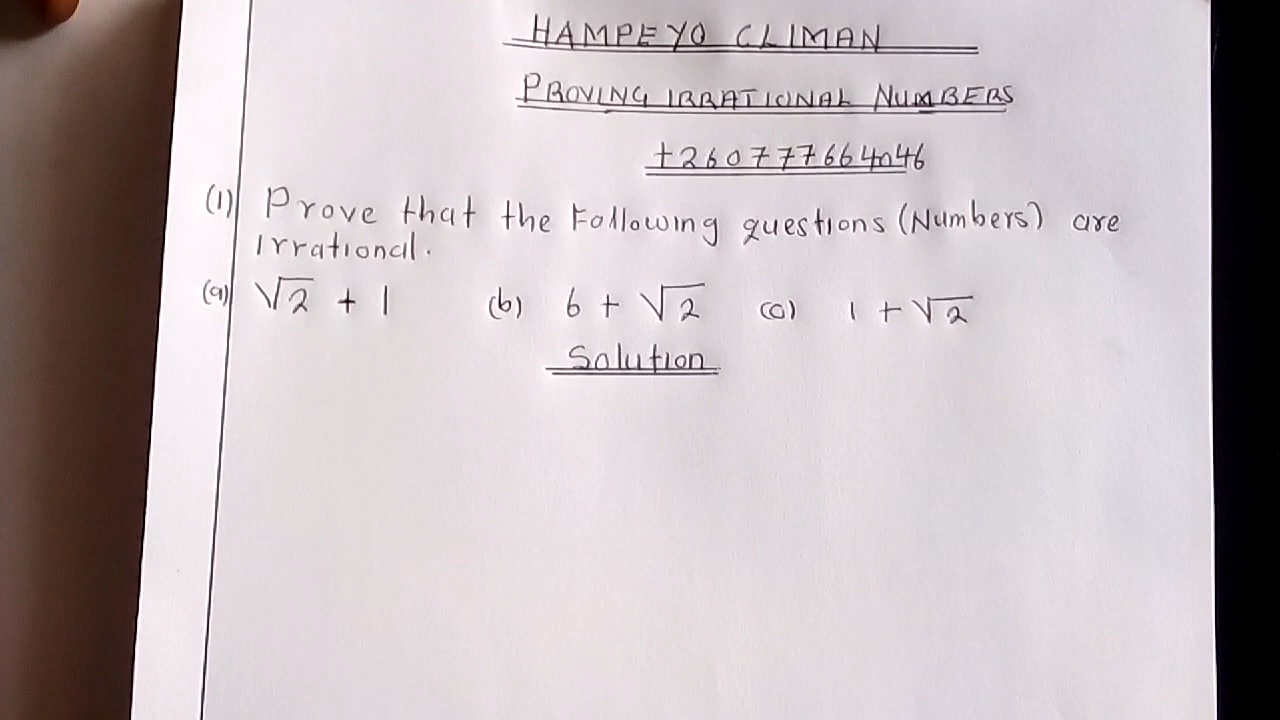 HAMPEYO CLIMAN
PROVING IRRATIONAL NUMBERS
+260777664046
(1) Prove that the Following questions (Numbers) are
Irrational.
(a) √2 + 1 (b) 6 + √2 (c) 1 + √2
Solution